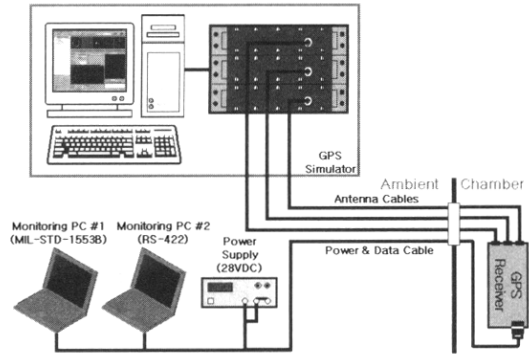 GPS
Simulator
Ambient
Chamber
Antenna Cables
Monitoring PC #1
(MIL-STD-1553B)
Monitoring PC #2
(RS-422)
Power
Supply
(28VDC)
Power & Data Cable
GPS
Receiver